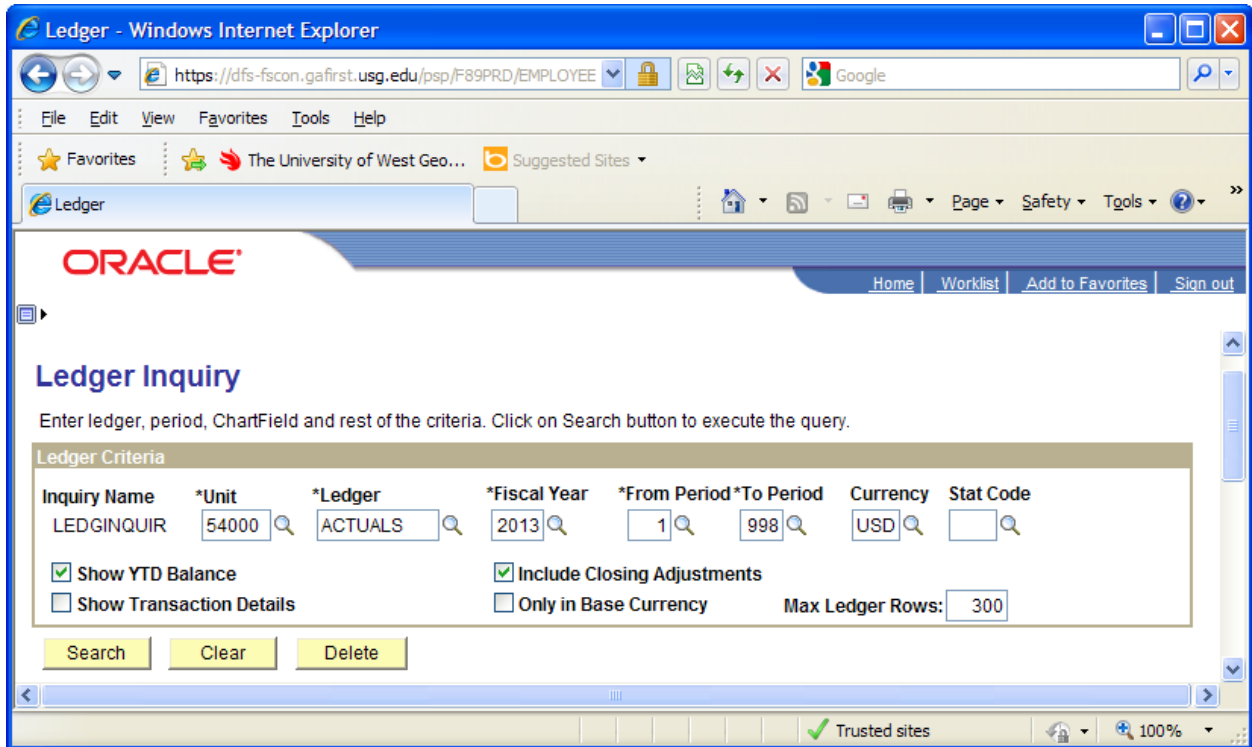 Ledger - Windows Internet Explorer
https://dfs-fscon.gafirst.usg.edu/psp/F89PRD/EMPLOYEE Google
File Edit View Favorites Tools Help
Favorites The University of West Geo... Suggested Sites
Ledger Page Safety Tools »
ORACLE
Home Worklist Add to Favorites Sign out
Ledger Inquiry
Enter ledger, period, ChartField and rest of the criteria. Click on Search button to execute the query.
Ledger Criteria
Inquiry Name *Unit *Ledger *Fiscal Year *From Period *To Period Currency Stat Code
LEDGINQUIR 54000 ACTUALS 2013 1 998 USD
Show YTD Balance Include Closing Adjustments
Show Transaction Details Only in Base Currency Max Ledger Rows: 300
Search Clear Delete
Trusted sites 100%